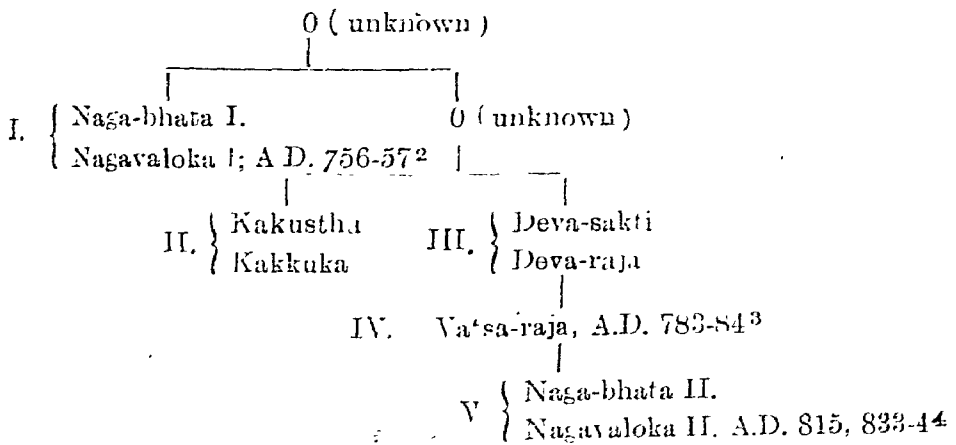 0 ( unknown )
I. { Naga-bhata I. 0 ( unknown )
Nagavaloka I; A D. 756-57²
II. { Kakustha III. { Deva-sakti
Kakkuka Deva-raja
IV. Vatsa-raja, A.D. 783-84³
V { Naga-bhata II.
Nagavaloka II. A.D. 815, 833-4⁴